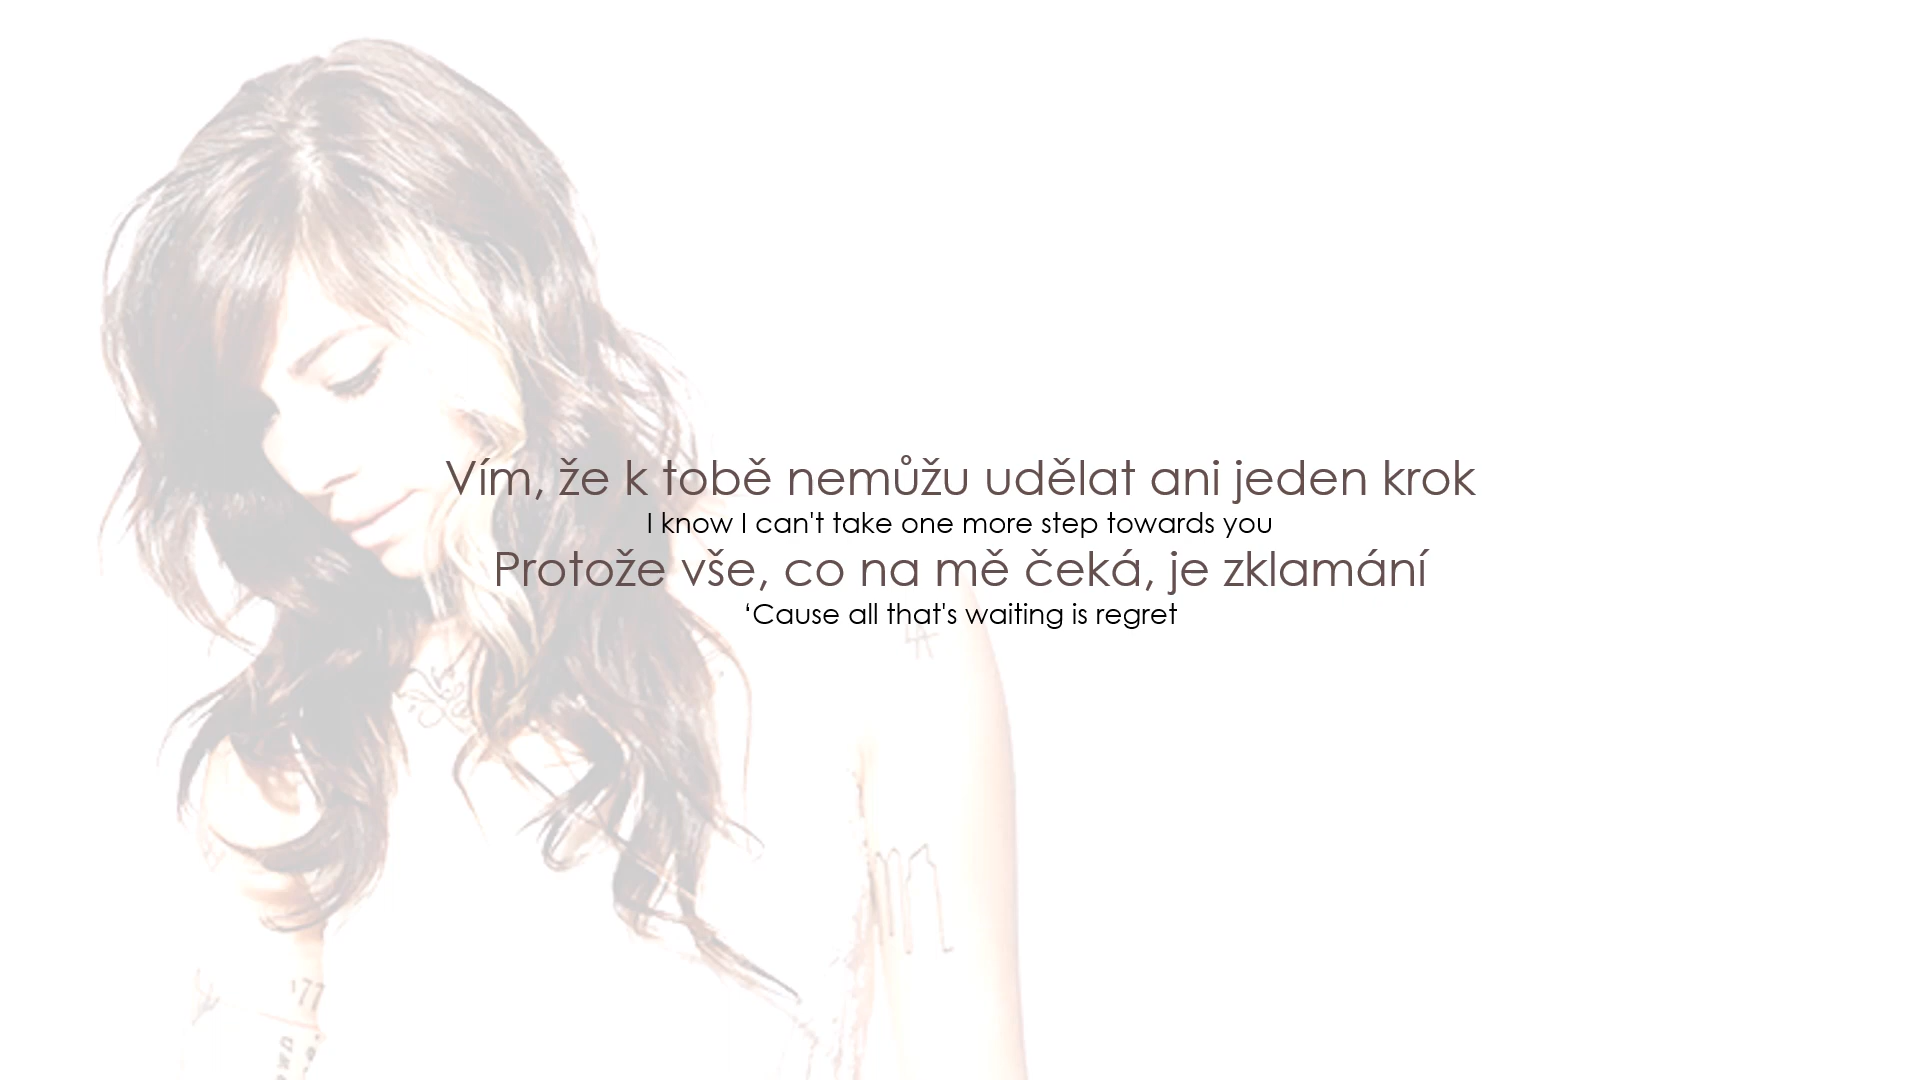 Vím, že k tobě nemůžu udělat ani jeden krok
I know I can't take one more step towards you
Protože vše, co na mě čeká, je zklamání
‘Cause all that's waiting is regret
177